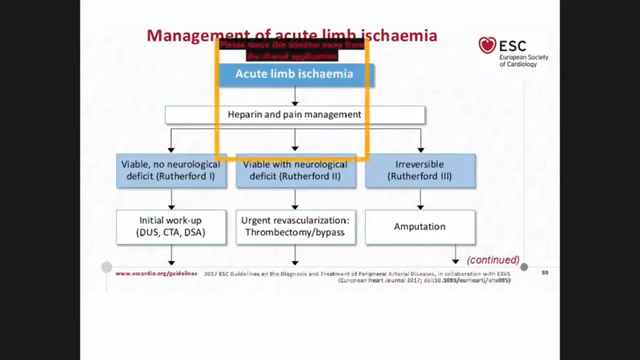 Management of acute limb ischaemia
Please move this window away from
the shared application
ESC
European Society
of Cardiology
Acute limb ischaemia
Heparin and pain management
Viable, no neurological
deficit (Rutherford I)
Viable with neurological
deficit (Rutherford II)
Irreversible
(Rutherford III)
Initial work-up
(DUS, CTA, DSA)
Urgent revascularization:
Thrombectomy/bypass
Amputation
(continued)
www.escardio.org/guidelines
2017 ESC Guidelines on the Diagnosis and Treatment of Peripheral Arterial Diseases, in collaboration with ESVS
(European Heart Journal 2017; doi:10.1093/eurheartj/ehx095)